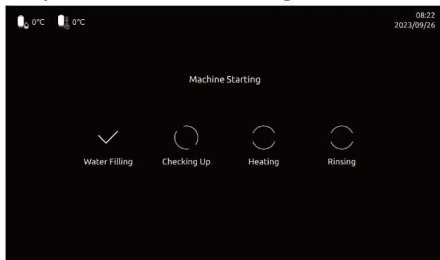 0°C 0°C 08:22
2023/09/26
Machine Starting
Water Filling Checking Up Heating Rinsing